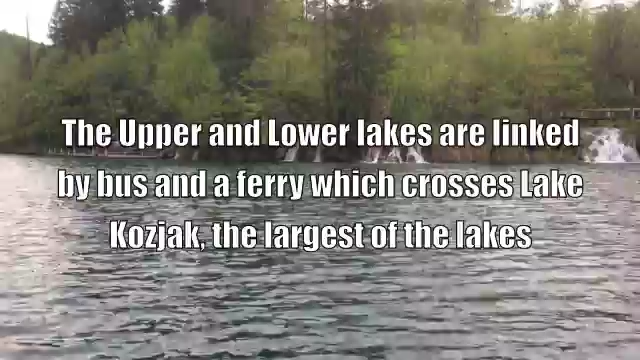 The Upper and Lower lakes are linked
by bus and a ferry which crosses Lake
Kozjak, the largest of the lakes